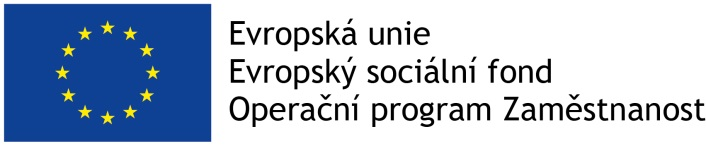 Evropská unie
Evropský sociální fond
Operační program Zaměstnanost